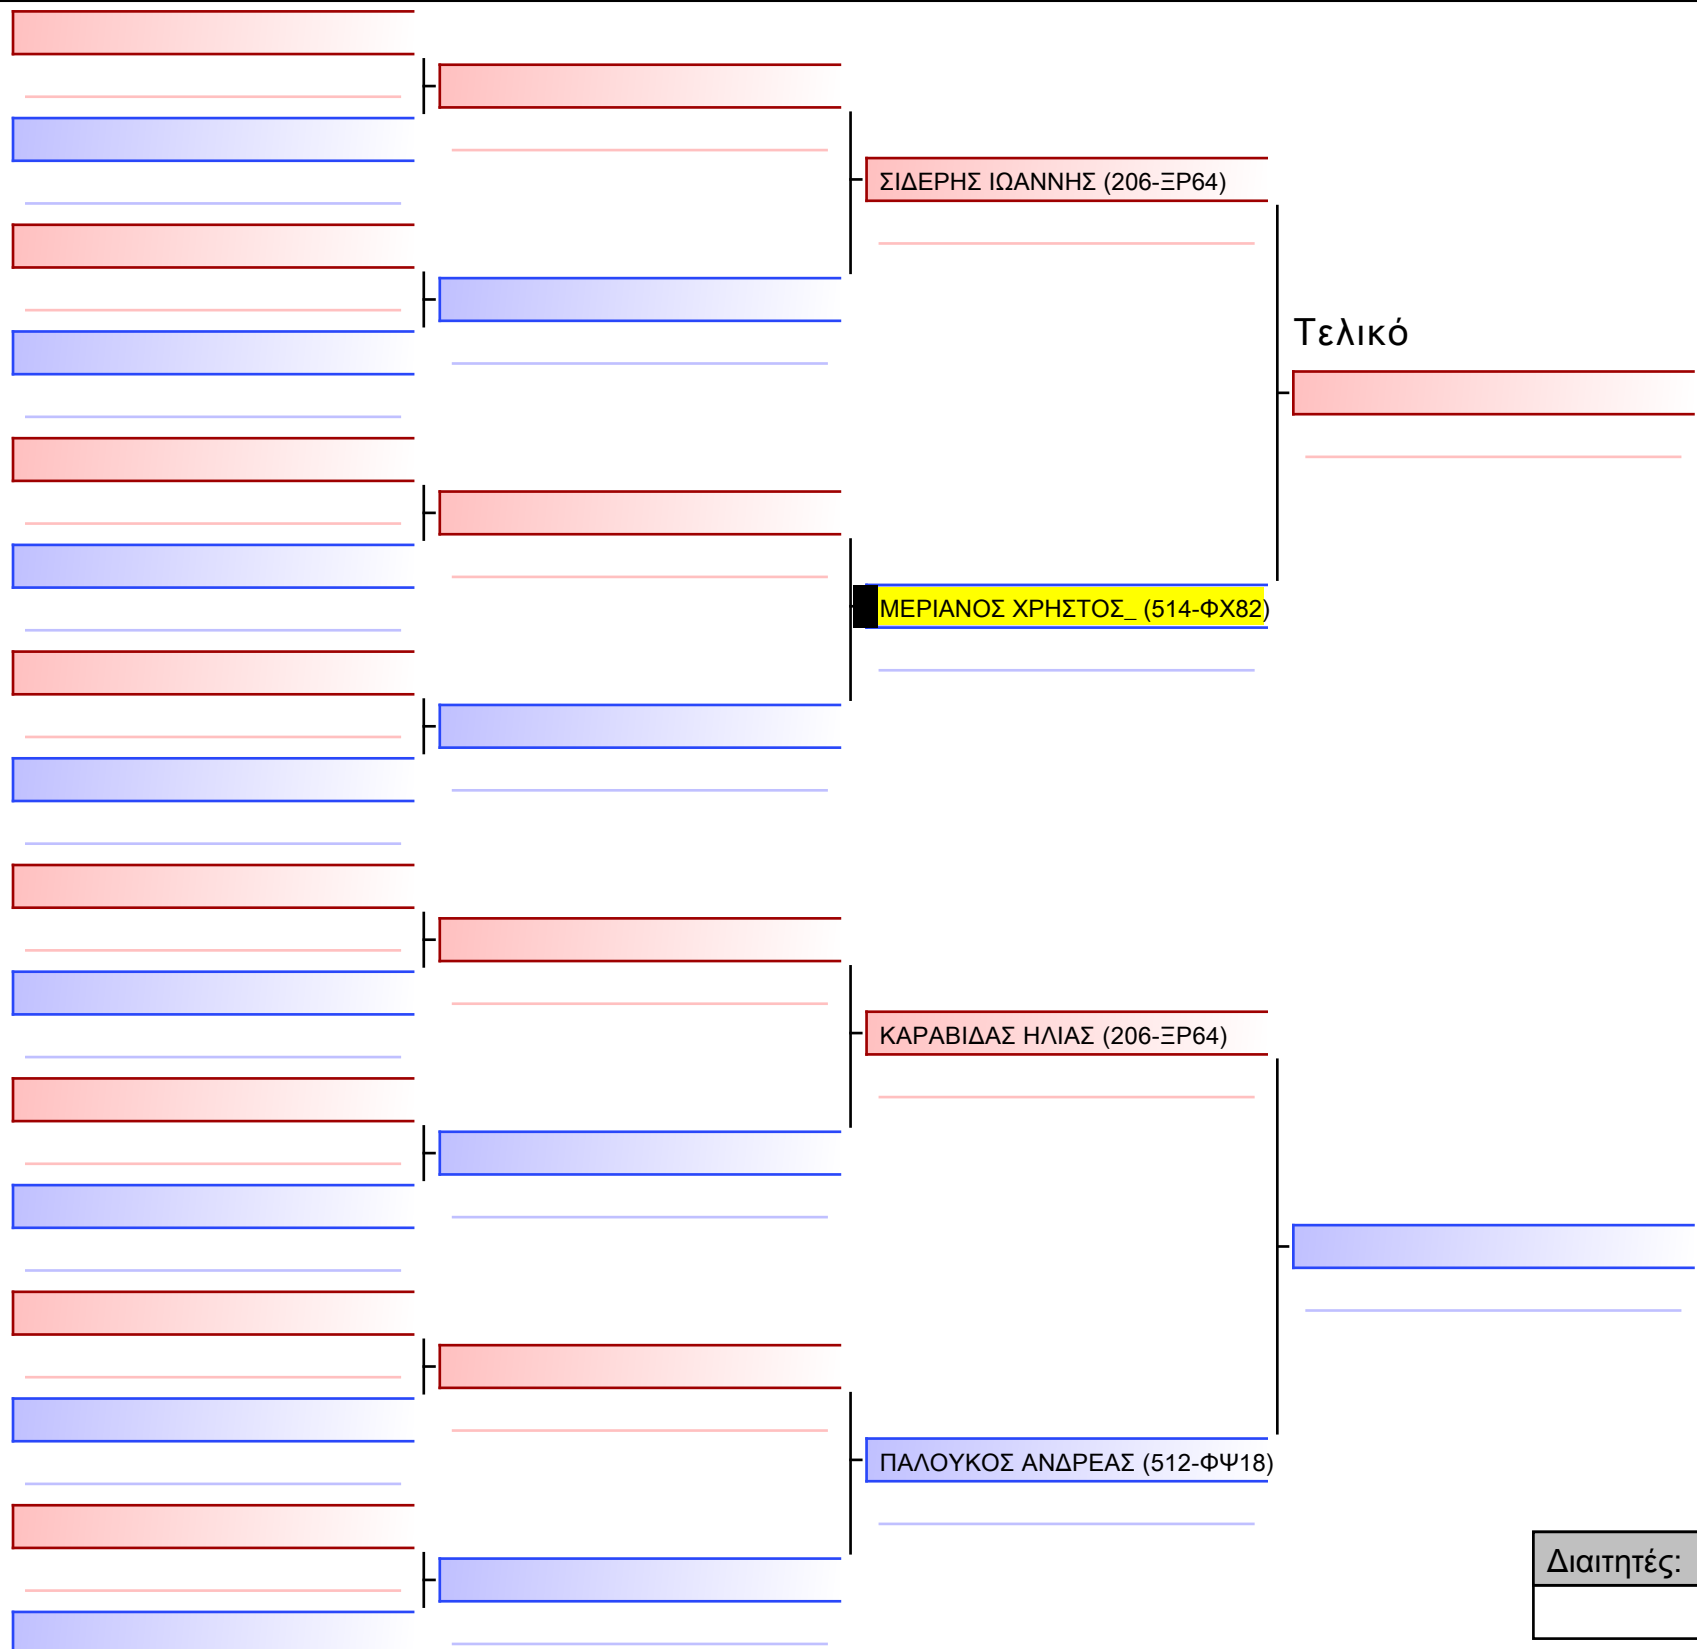 ΣΙΔΕΡΗΣ ΙΩΑΝΝΗΣ (206-ΞΡ64)
Τελικό
ΜΕΡΙΑΝΟΣ ΧΡΗΣΤΟΣ_ (514-ΦΧ82)
ΚΑΡΑΒΙΔΑΣ ΗΛΙΑΣ (206-ΞΡ64)
ΠΑΛΟΥΚΟΣ ΑΝΔΡΕΑΣ (512-ΦΨ18)
Διαιτητές: